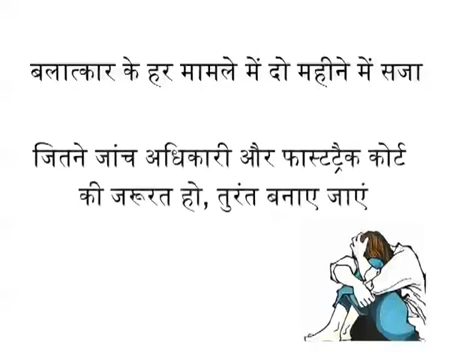 बलात्कार के हर मामले में दो महीने में सजा
जितने जांच अधिकारी और फास्टट्रैक कोर्ट
की जरूरत हो, तुरंत बनाए जाएं